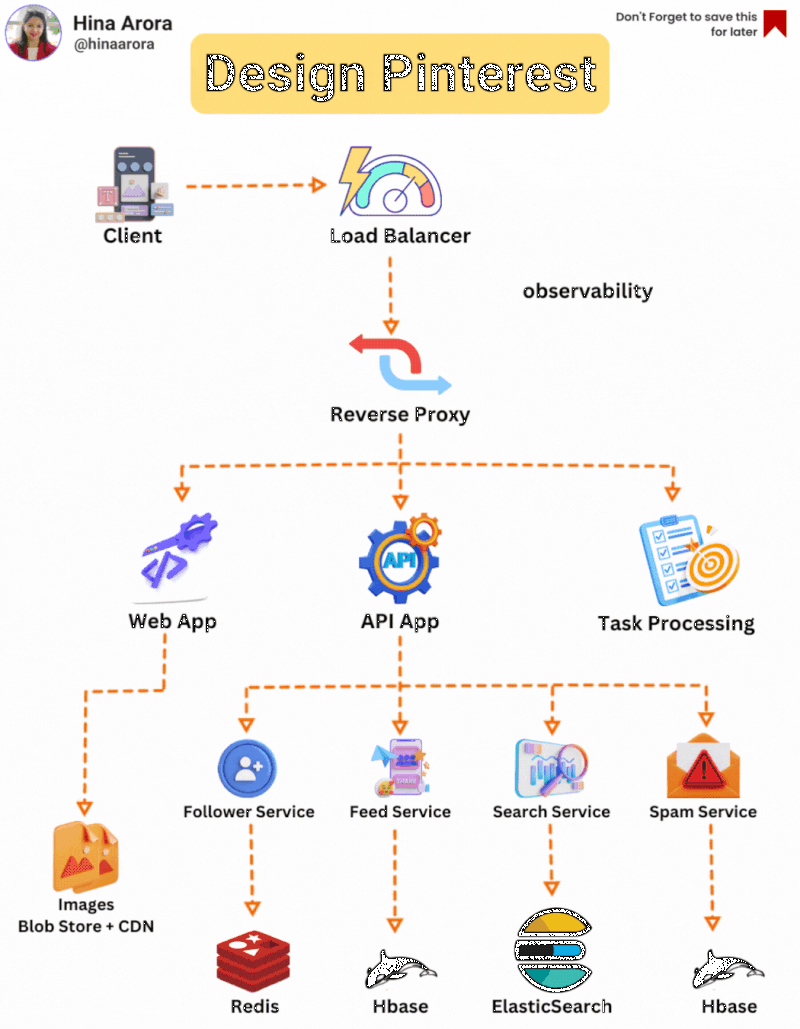 Hina Arora
@hinaarora
Don't Forget to save this
for later
Design Pinterest
Client
Load Balancer
observability
Reverse Proxy
Web App
API
API App
Task Processing
Follower Service
Feed Service
Search Service
Spam Service
Images
Blob Store + CDN
Redis
Hbase
ElasticSearch
Hbase